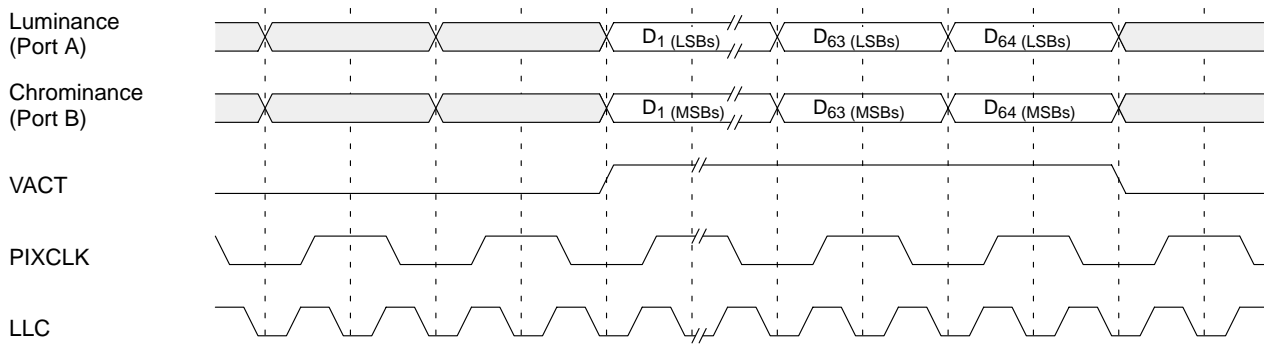 Luminance
(Port A)
D1 (LSBs) D63 (LSBs) D64 (LSBs)
Chrominance
(Port B)
D1 (MSBs) D63 (MSBs) D64 (MSBs)
VACT
PIXCLK
LLC